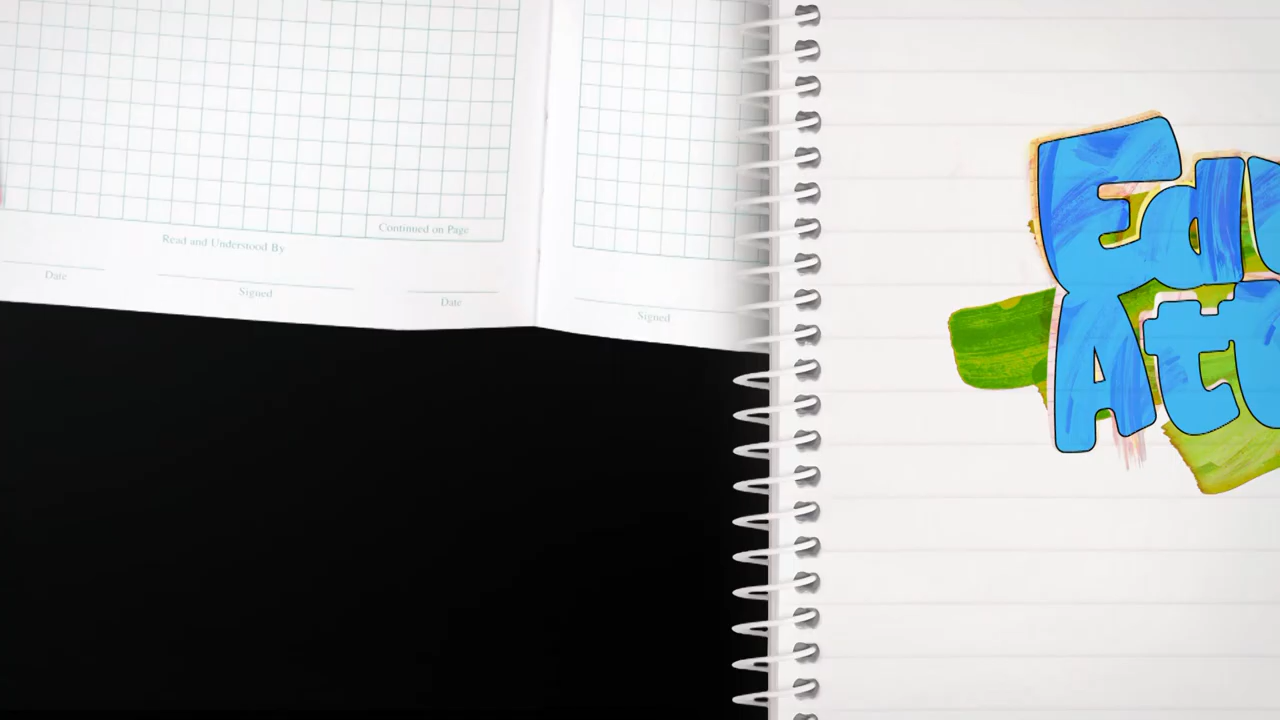 Continued on Page
Read and Understood By
Date
Signed
Date
Signed